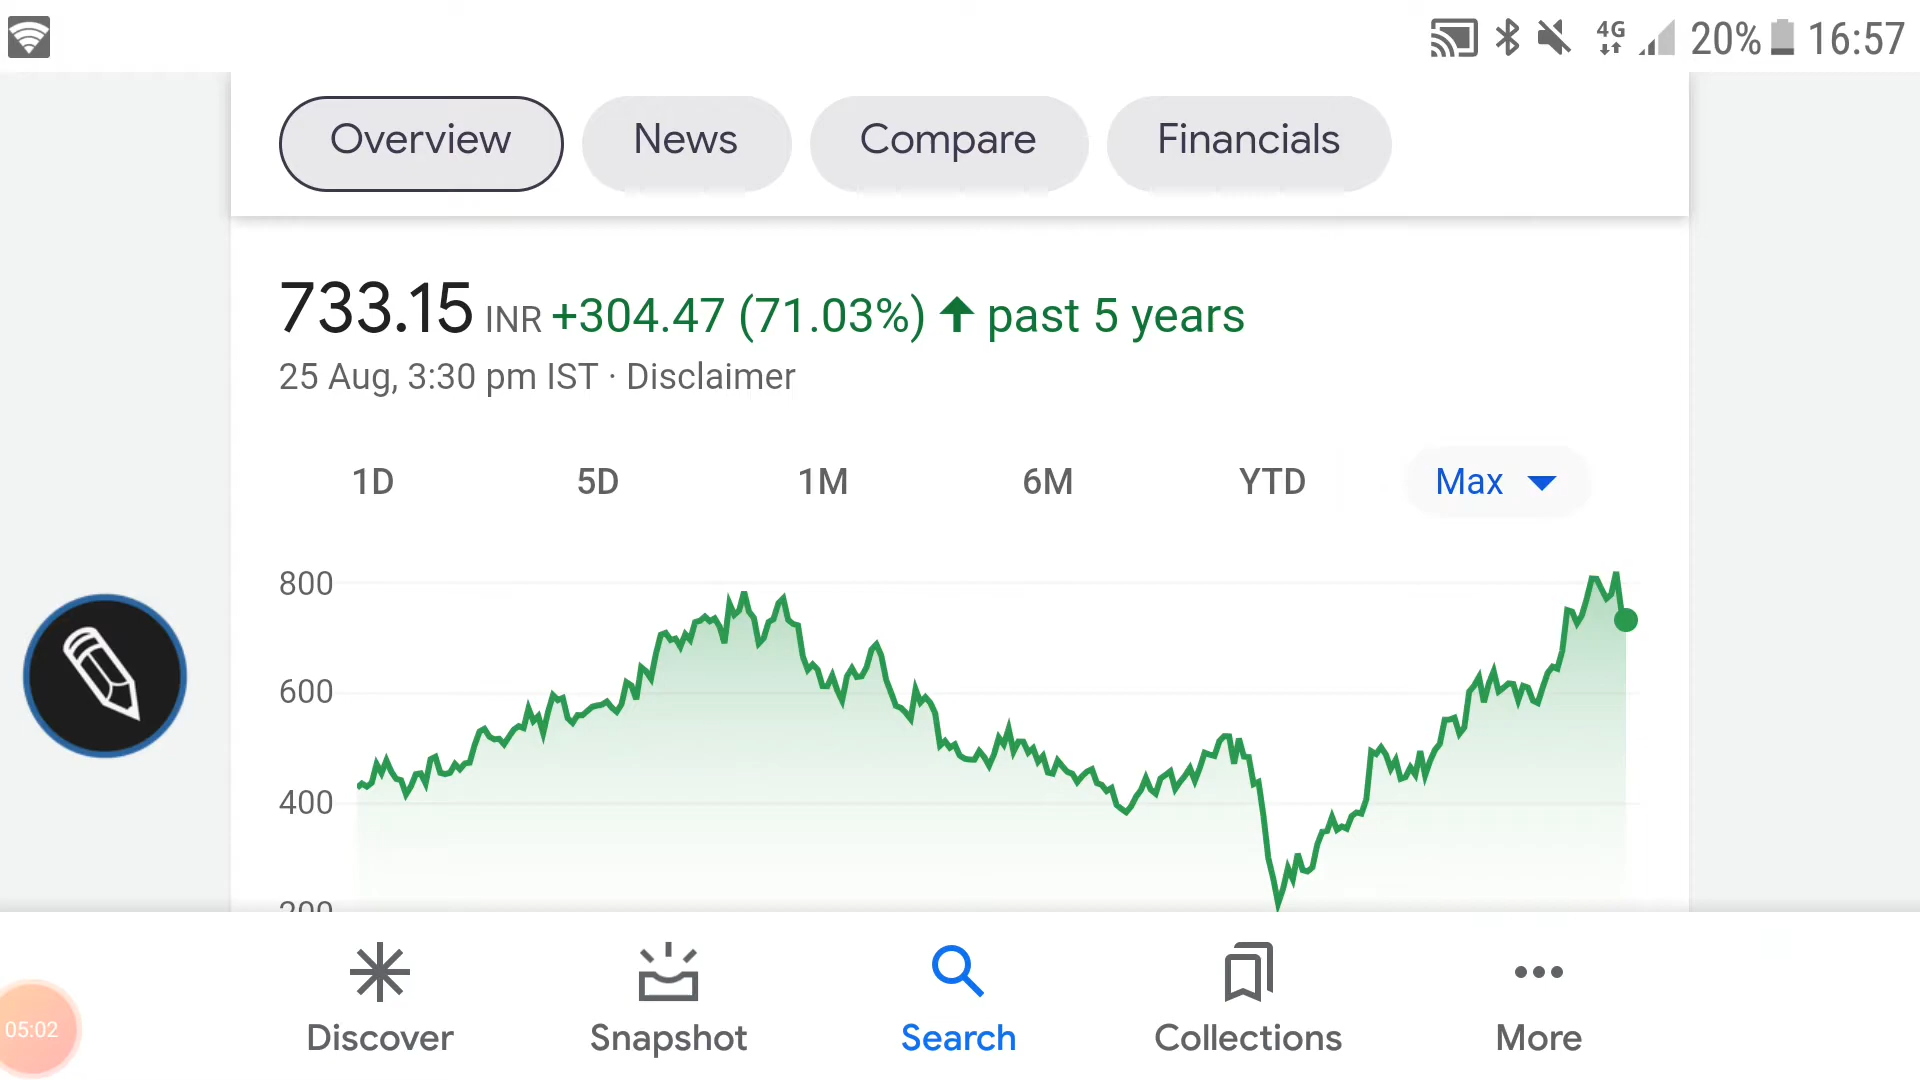 4G 20% 16:57
Overview News Compare Financials
733.15 INR +304.47 (71.03%) past 5 years
25 Aug, 3:30 pm IST · Disclaimer
1D 5D 1M 6M YTD Max
800
600
400
200
Discover Snapshot Search Collections More
05:02